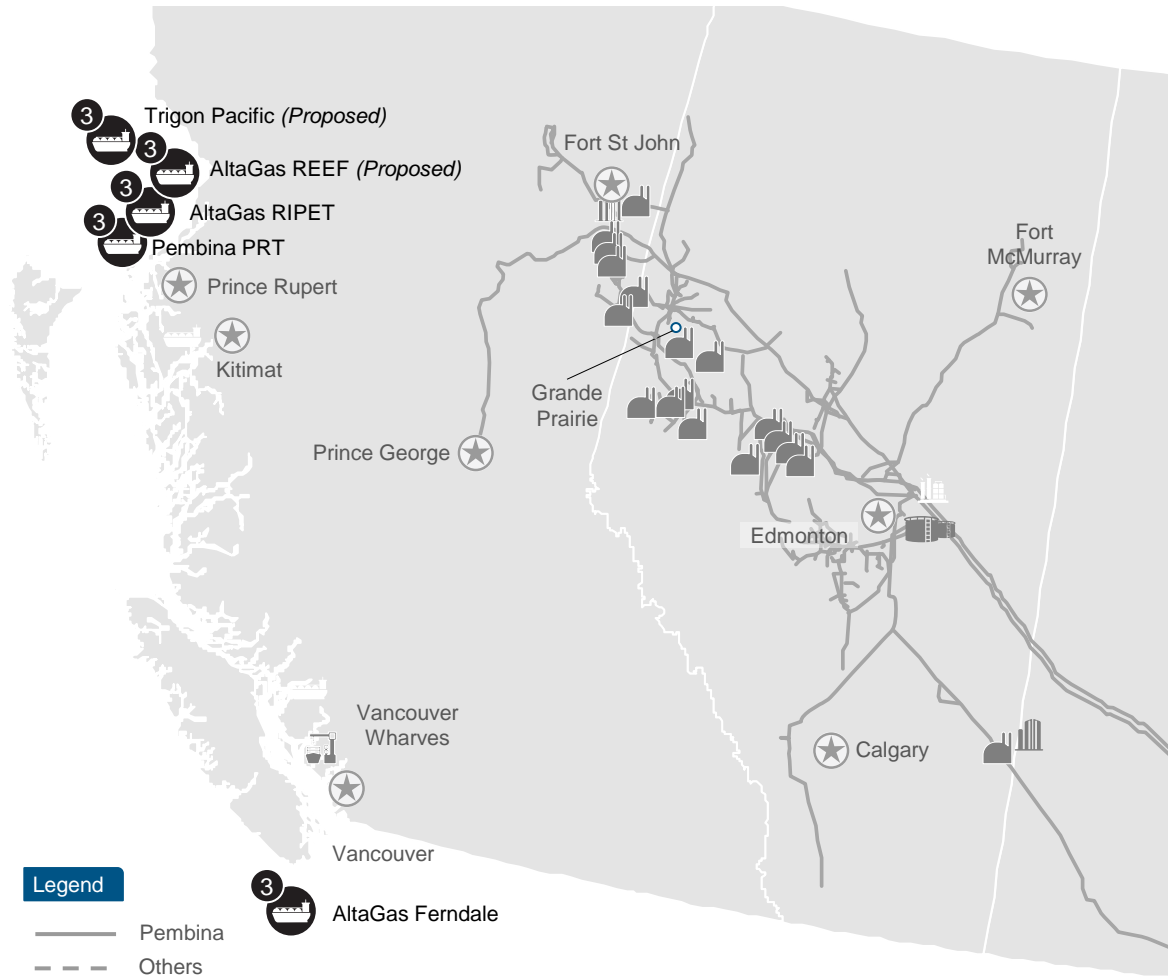 3
Trigon Pacific (Proposed)
3
AltaGas REEF (Proposed)
3
AltaGas RIPET
3
Pembina PRT
Prince Rupert
Kitimat
Fort St John
Fort
McMurray
Grande
Prairie
Prince George
Edmonton
Vancouver
Wharves
Calgary
Vancouver
3
AltaGas Ferndale
Legend
Pembina
Others